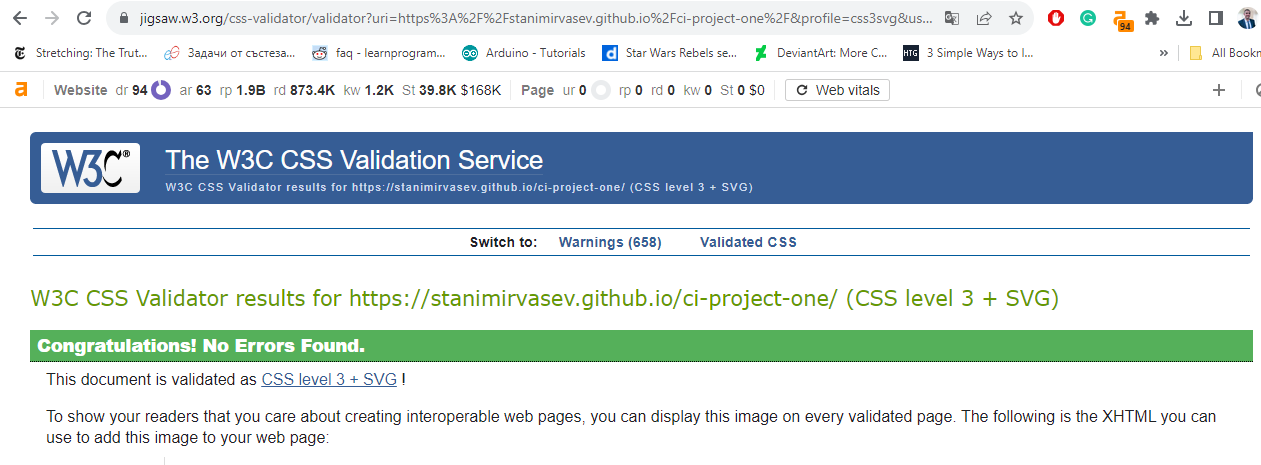 jigsaw.w3.org/css-validator/validator?uri=https%3A%2F%2Fstanimirvasev.github.io%2Fci-project-one%2F&profile=css3svg&us...
94
Stretching: The Trut...
Задачи от състеза...
faq - learnprogram...
Arduino - Tutorials
Star Wars Rebels se...
DeviantArt: More C...
HTG 3 Simple Ways to I...
»
All Bookm
a Website dr 94 ar 63 rp 1.9B rd 873.4K kw 1.2K St 39.8K $168K Page ur 0 rp 0 rd 0 kw 0 St 0 $0 Web vitals
W3C® The W3C CSS Validation Service
W3C CSS Validator results for https://stanimirvasev.github.io/ci-project-one/ (CSS level 3 + SVG)
Switch to: Warnings (658) Validated CSS
W3C CSS Validator results for https://stanimirvasev.github.io/ci-project-one/ (CSS level 3 + SVG)
Congratulations! No Errors Found.
This document is validated as CSS level 3 + SVG !
To show your readers that you care about creating interoperable web pages, you can display this image on every validated page. The following is the XHTML you can
use to add this image to your web page: